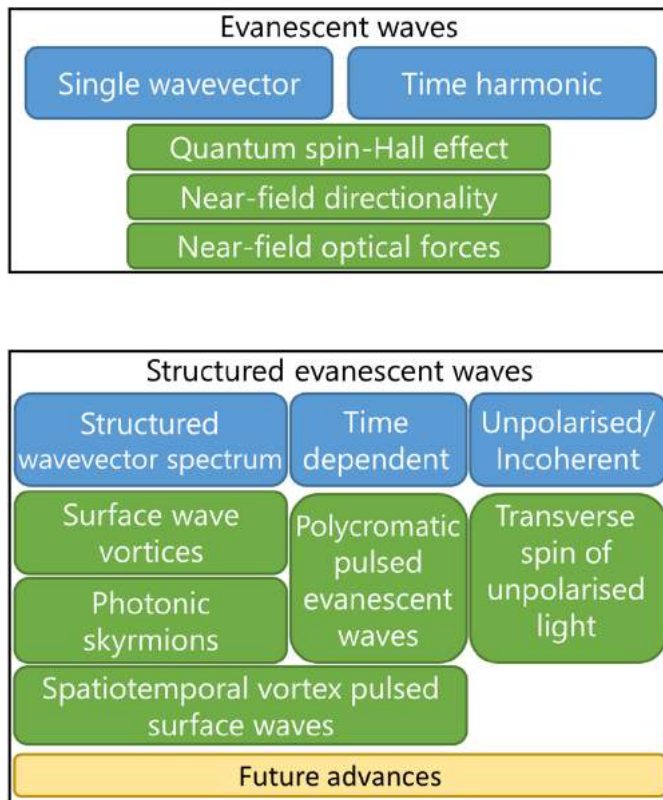 Evanescent waves
Single wavevector
Time harmonic
Quantum spin-Hall effect
Near-field directionality
Near-field optical forces
Structured evanescent waves
Structured
wavevector spectrum
Time
dependent
Unpolarised/
Incoherent
Surface wave
vortices
Photonic
skyrmions
Polycromatic
pulsed
evanescent
waves
Transverse
spin of
unpolarised
light
Spatiotemporal vortex pulsed
surface waves
Future advances